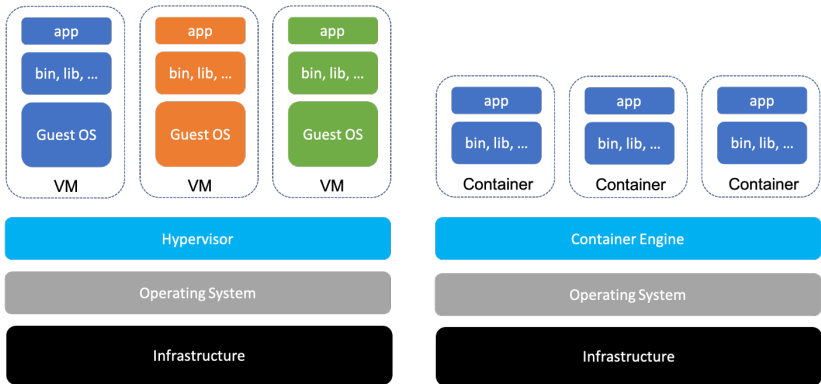 app
bin, lib, ...
Guest OS
VM
app
bin, lib, ...
Guest OS
VM
app
bin, lib, ...
Guest OS
VM
Hypervisor
Operating System
Infrastructure
app
bin, lib, ...
Container
app
bin, lib, ...
Container
app
bin, lib, ...
Container
Container Engine
Operating System
Infrastructure